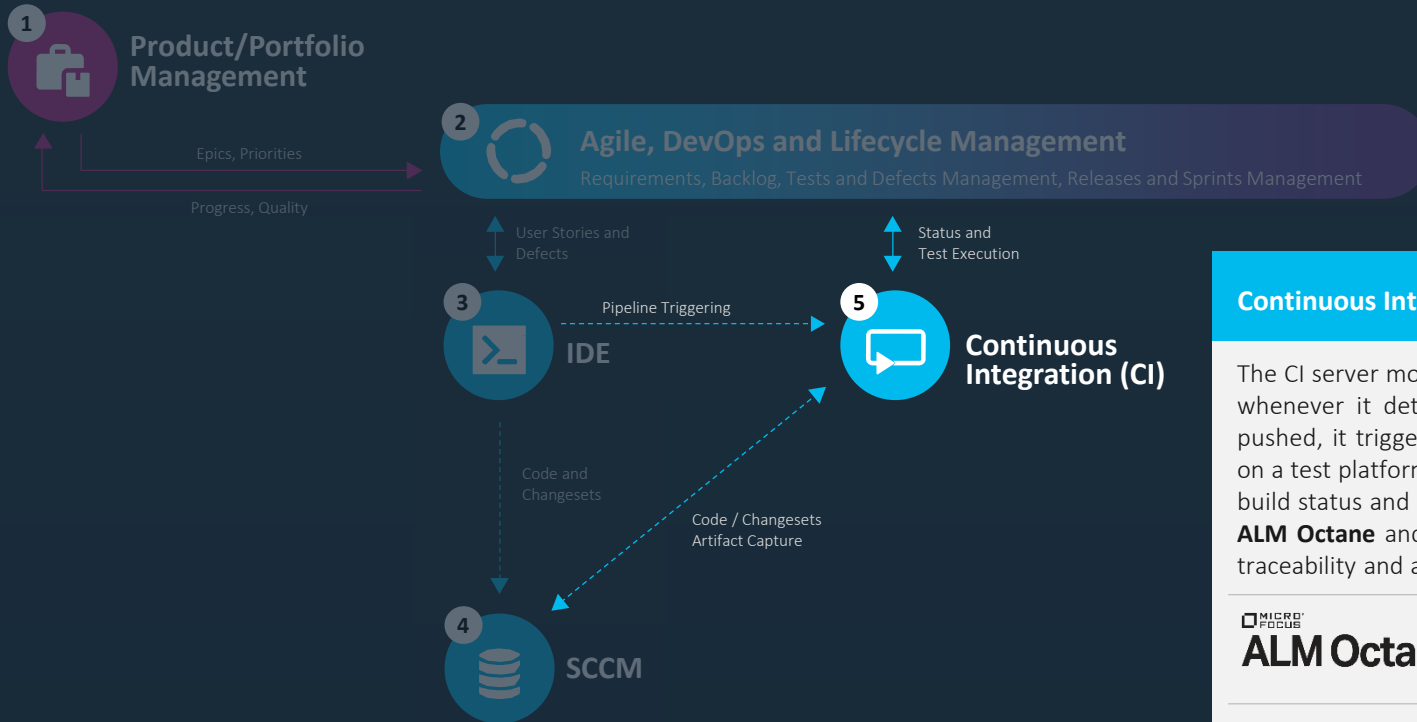 1
Product/Portfolio
Management
Epics, Priorities
Progress, Quality
2
Agile, DevOps and Lifecycle Management
Requirements, Backlog, Tests and Defects Management, Releases and Sprints Management
User Stories and
Defects
Status and
Test Execution
3
IDE
Pipeline Triggering
5
Continuous
Integration (CI)
Code and
Changesets
Code / Changesets
Artifact Capture
4
SCCM
Continuous Int
The CI server mo
whenever it det
pushed, it trigge
on a test platform
build status and
ALM Octane and
traceability and a
MICRO
FOCUS
ALM Octa